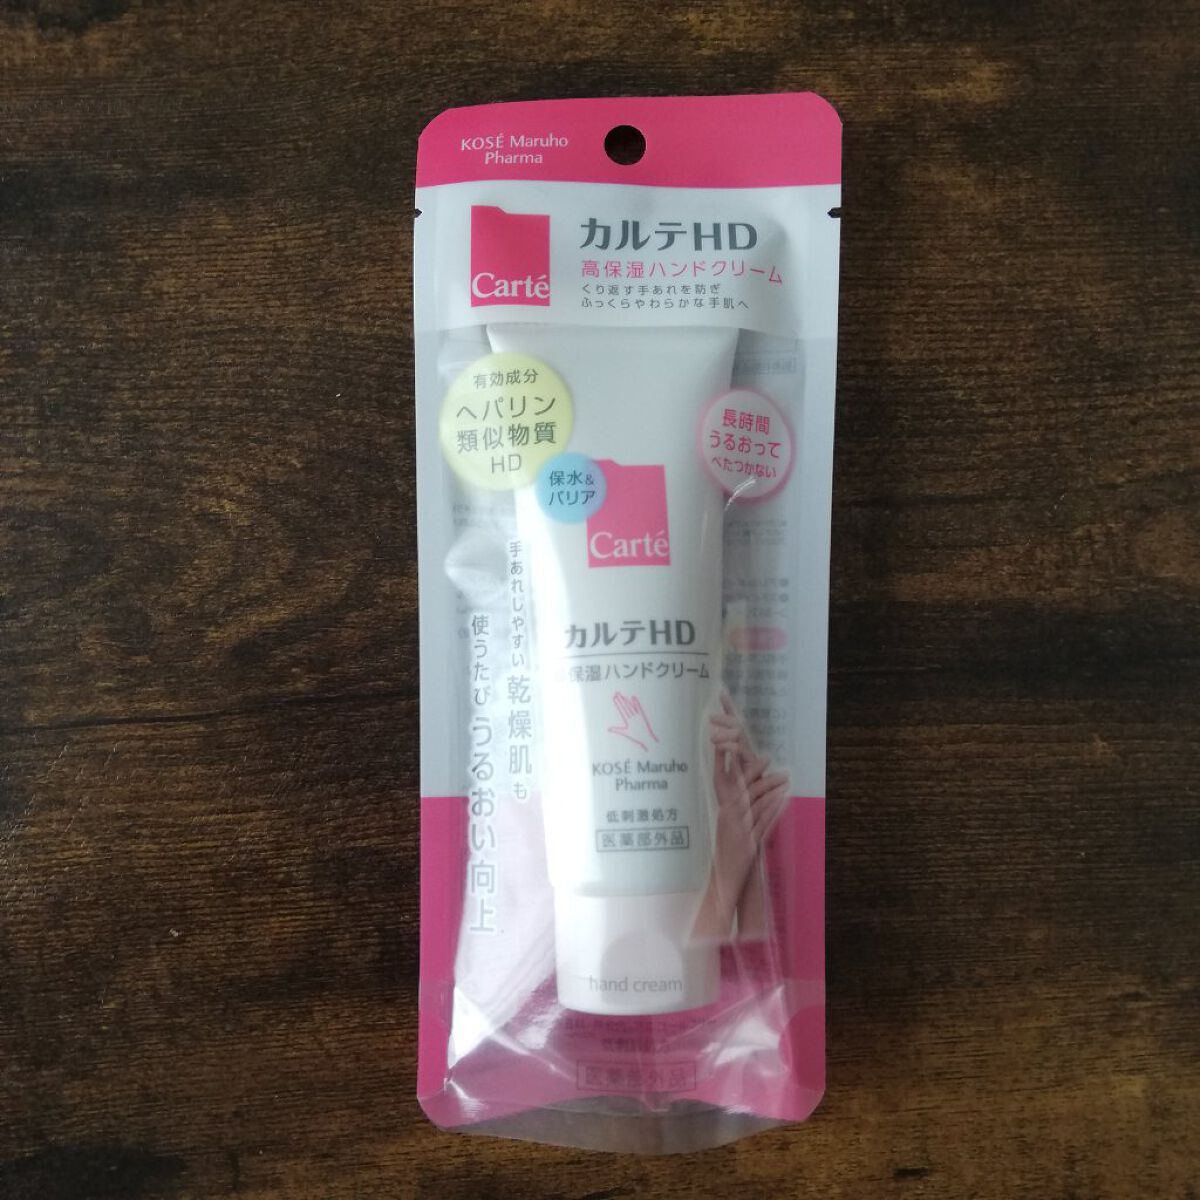 KOSÉ Maruho
Pharma
Carté
カルテHD
高保湿ハンドクリーム
くり返す手あれを防ぎ
ふっくらやわらかな手肌へ
有効成分
ヘパリン
類似物質
HD
保水&
バリア
長時間
うるおって
べたつかない
手あれしやすい乾燥肌も
使うたびうるおい向上
Carté
カルテHD
保湿ハンドクリーム
KOSÉ Maruho
Pharma
低刺激処方
医薬部外品
hand cream